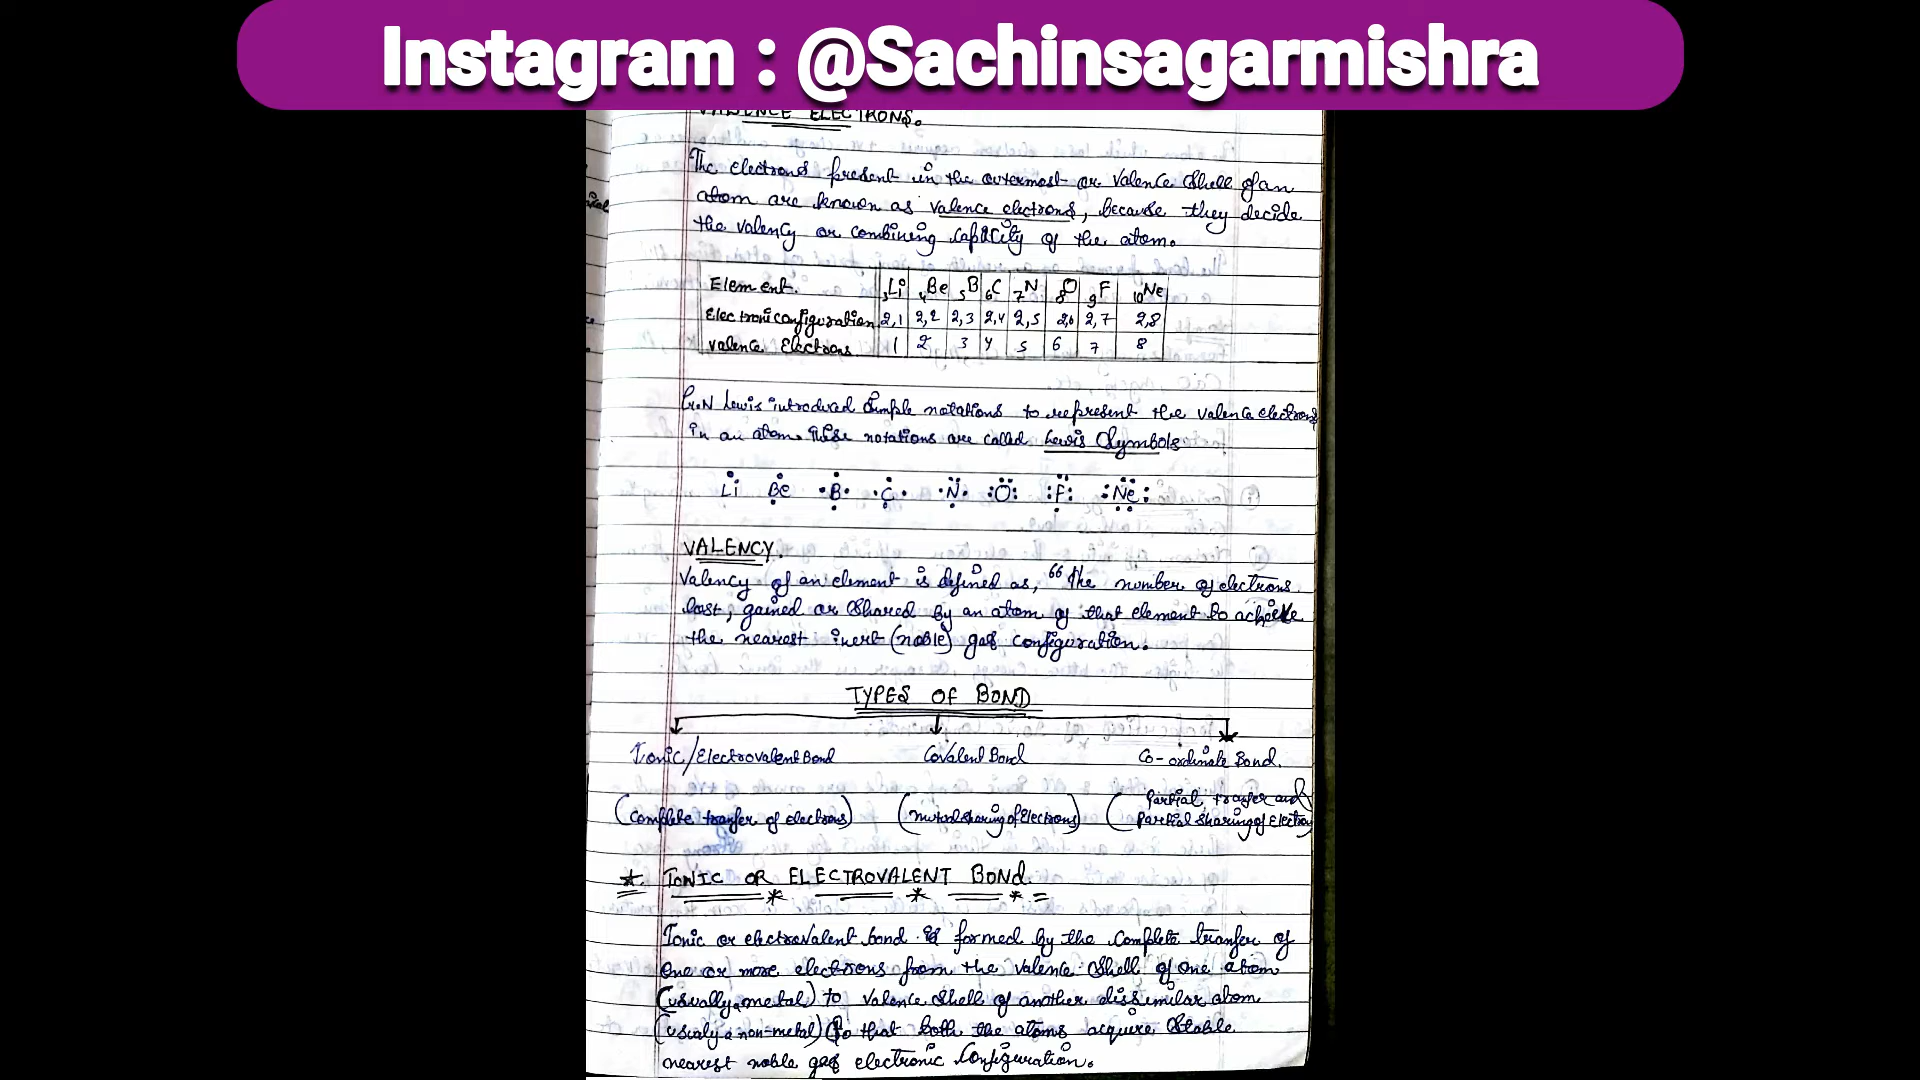 Instagram : @Sachinsagarmishra
VALENCE ELECTRONS.
The electrons present in the outermost or valence shell of an
atom are known as valence electrons, because they decide
the valency or combining capacity of the atom.
Element. 3Li 4Be 5B 6C 7N 8O 9F 10Ne
Electronic configuration 2,1 2,2 2,3 2,4 2,5 2,6 2,7 2,8
valence Electrons 1 2 3 4 5 6 7 8
G.N Lewis introduced simple notations to represent the valence electrons
in an atom. These notations are called Lewis Symbols
Li Be B C N O F Ne
VALENCY.
Valency of an element is defined as, "The number of electrons
lost, gained or shared by an atom of that element to achieve
the nearest inert (noble) gas configuration.
TYPES OF BOND
Ionic/Electrovalent Bond Covalent Bond Co-ordinate Bond.
(Complete tranfer of electrons) (mutual sharing of Electrons) (Partial transfer and
Partial sharing of Electron
* IONIC OR ELECTROVALENT BONd.
Ionic or electrovalent bond is formed by the complete tranfer of
one or more electrons from the valence shell of one atom
(usually a metal) to valence shell of another dissimilar atom
(usualy a non-metal) so that both the atoms acquire stable
nearest noble gas electronic configuration.